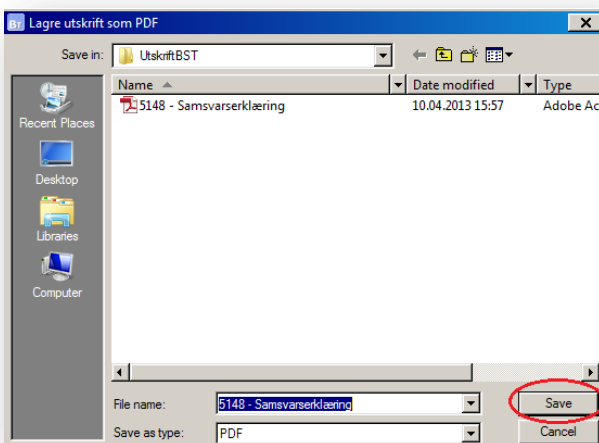 BT Lagre utskrift som PDF
Save in: UtskriftBST
Name Date modified Type
5148 - Samsvarserklæring 10.04.2013 15:57 Adobe Ac
Recent Places
Desktop
Libraries
Computer
File name: 5148 - Samsvarserklæring Save
Save as type: PDF Cancel